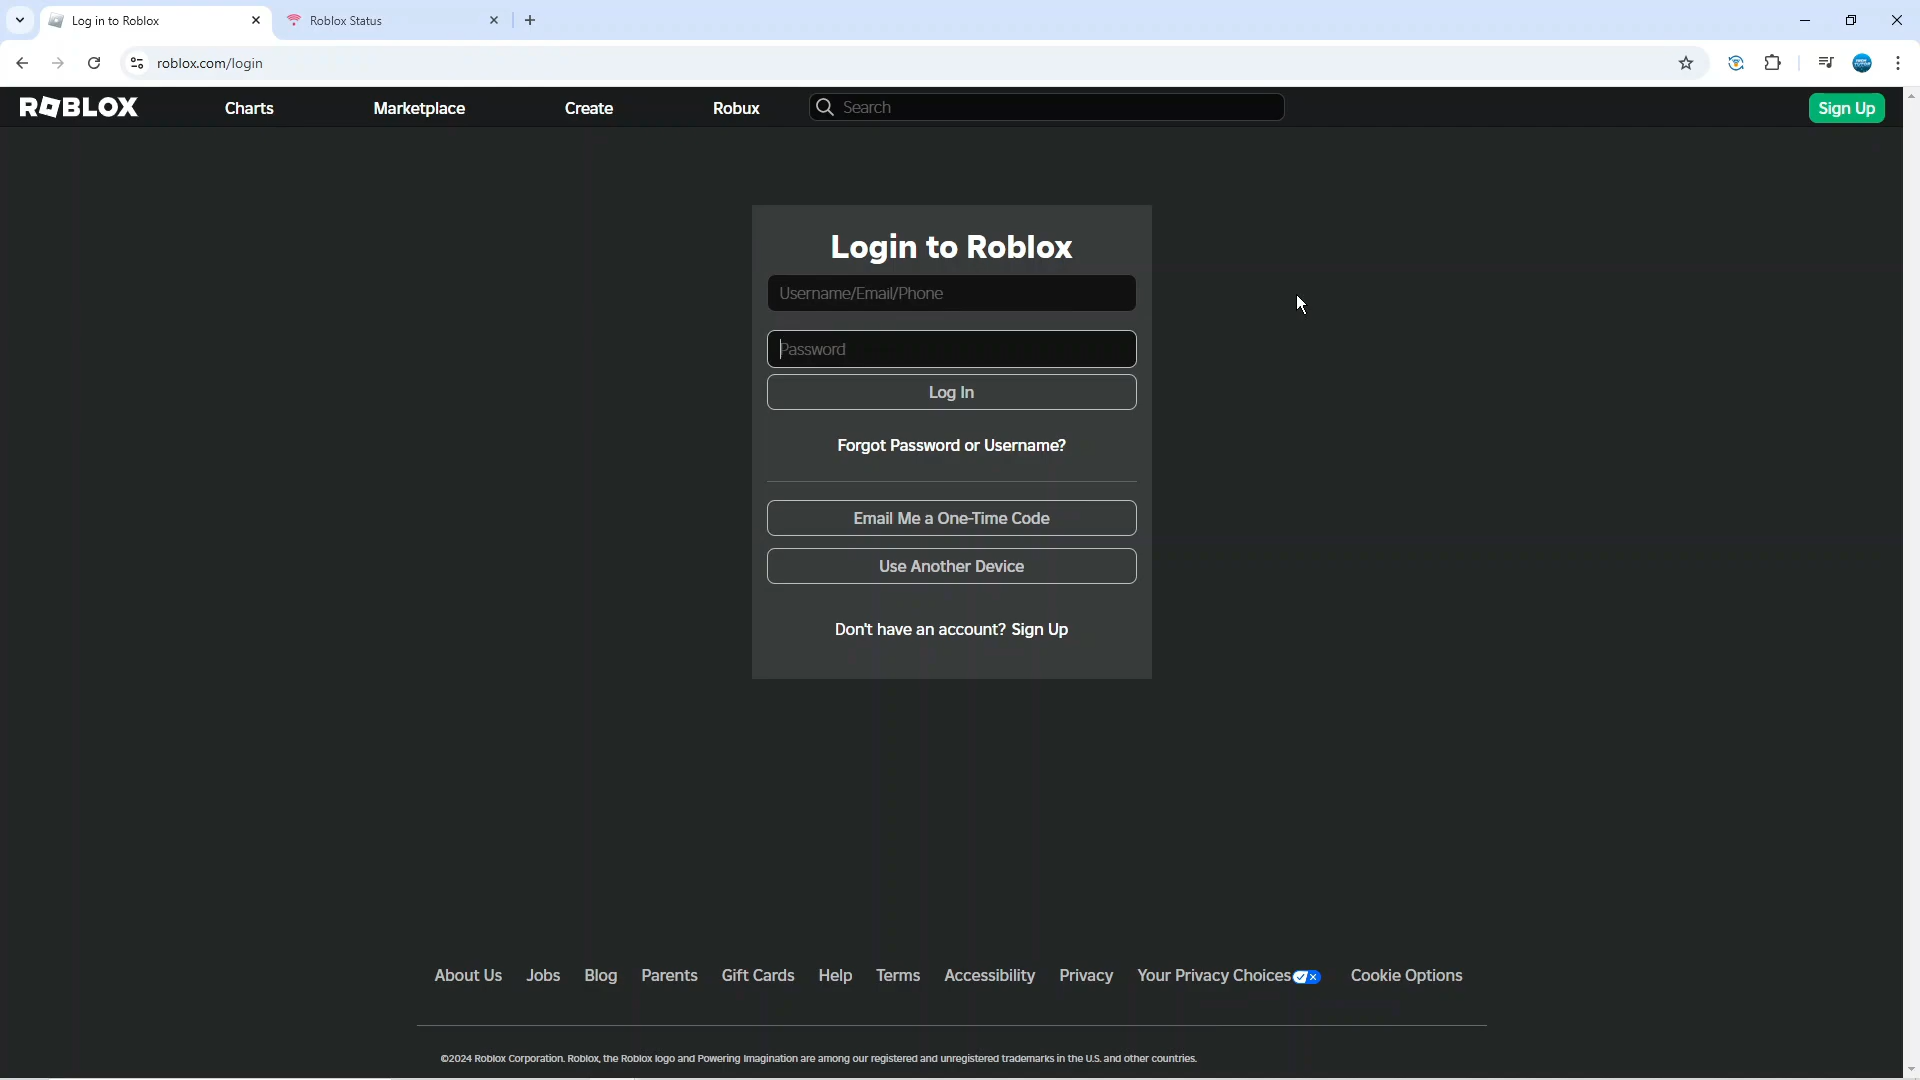 Log in to Roblox
Roblox Status
roblox.com/login
ROBLOX
Charts
Marketplace
Create
Robux
Search
Sign Up
Login to Roblox
Username/Email/Phone
Password
Log In
Forgot Password or Username?
Email Me a One-Time Code
Use Another Device
Don't have an account? Sign Up
About Us
Jobs
Blog
Parents
Gift Cards
Help
Terms
Accessibility
Privacy
Your Privacy Choices
Cookie Options
©2024 Roblox Corporation. Roblox, the Roblox logo and Powering Imagination are among our registered and unregistered trademarks in the U.S. and other countries.